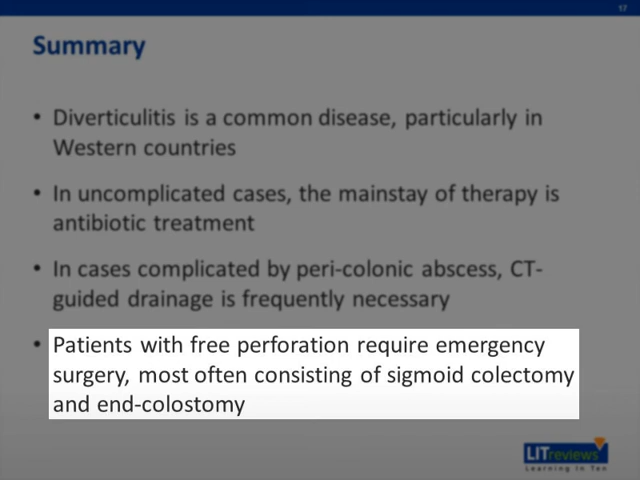 17
Summary
• Diverticulitis is a common disease, particularly in
Western countries
• In uncomplicated cases, the mainstay of therapy is
antibiotic treatment
• In cases complicated by peri-colonic abscess, CT-
guided drainage is frequently necessary
• Patients with free perforation require emergency
surgery, most often consisting of sigmoid colectomy
and end-colostomy
LITreviews
Learning In Ten